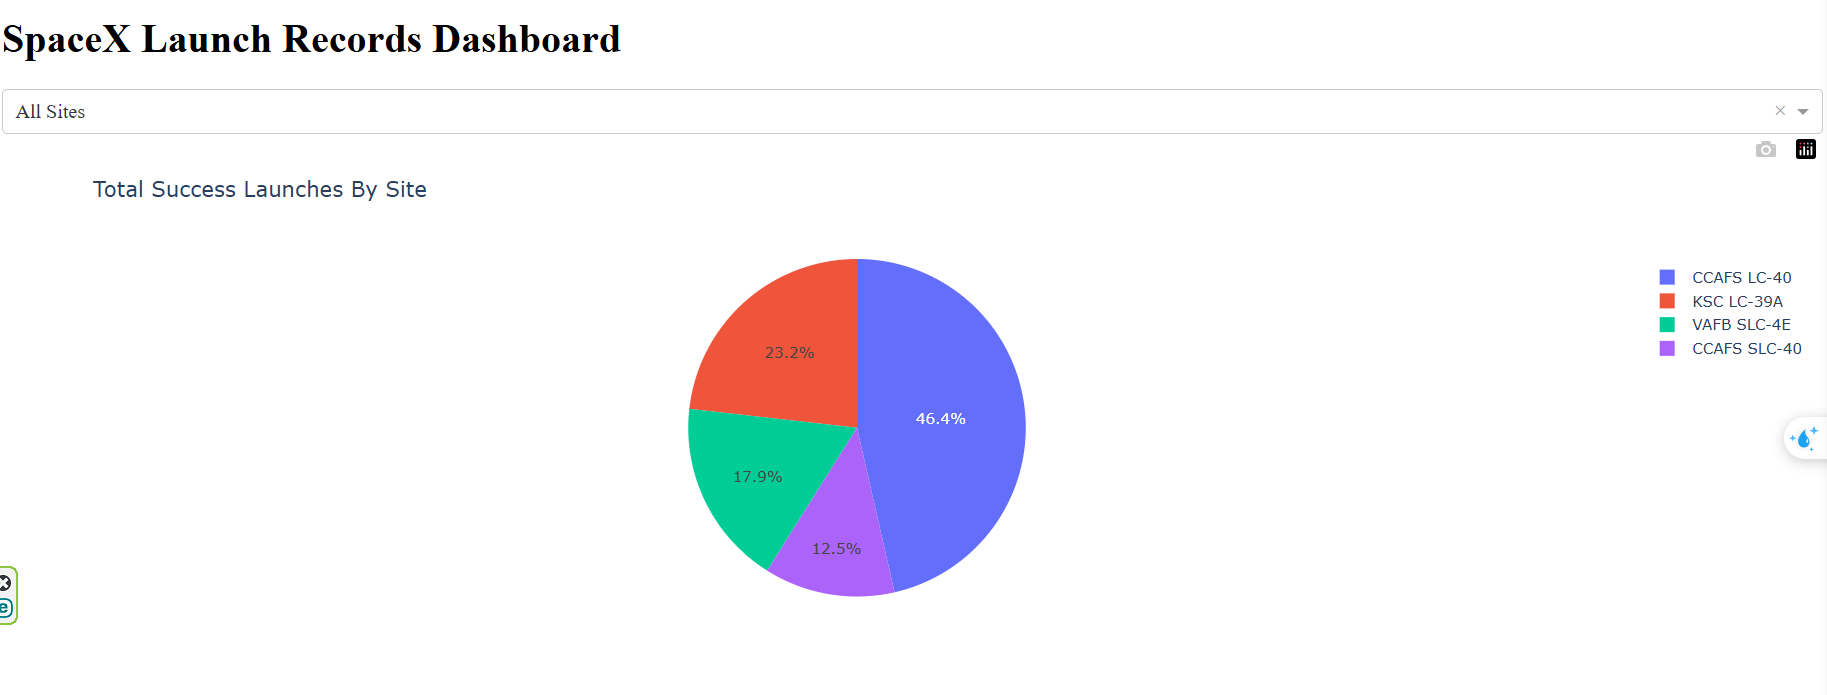 SpaceX Launch Records Dashboard
All Sites
Total Success Launches By Site
CCAFS LC-40
KSC LC-39A
VAFB SLC-4E
CCAFS SLC-40
23.2%
46.4%
17.9%
12.5%
e